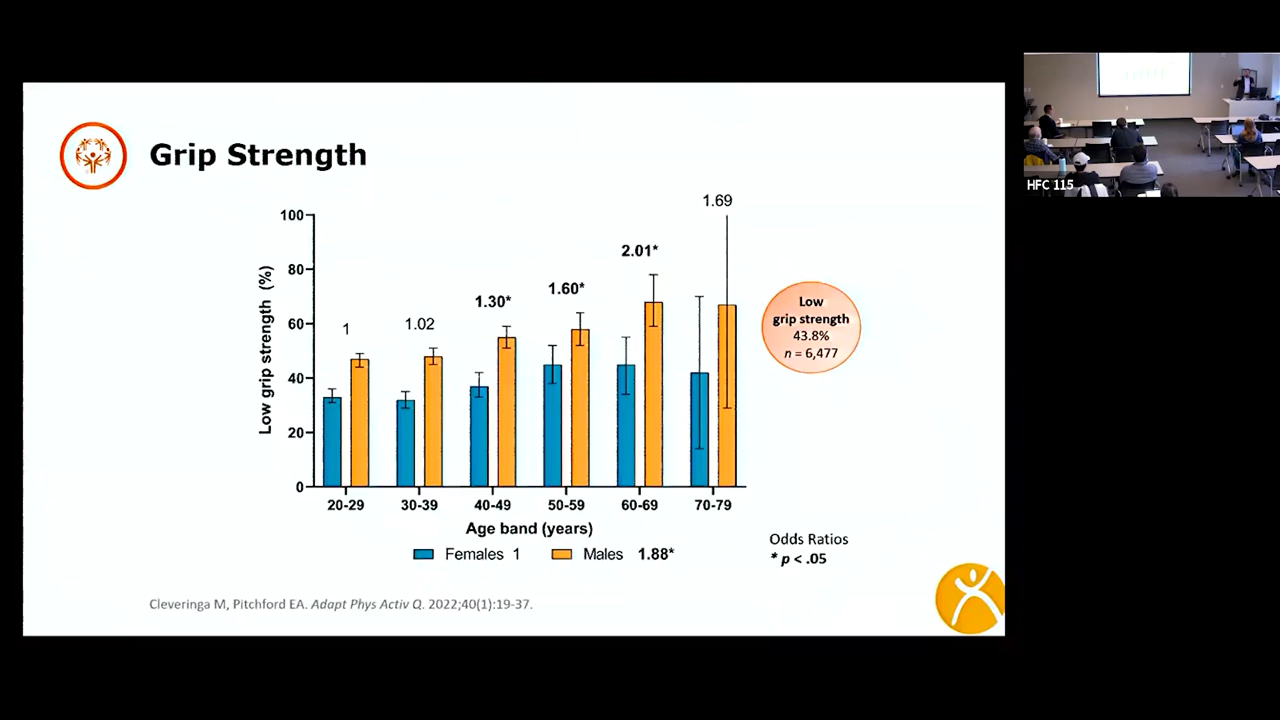 Grip Strength
Low grip strength (%)
100
80
60
40
20
0
1
1.02
1.30*
1.60*
2.01*
1.69
20-29
30-39
40-49
50-59
60-69
70-79
Age band (years)
Females 1
Males 1.88*
Low
grip strength
43.8%
n = 6,477
Odds Ratios
* p < .05
Cleveringa M, Pitchford EA. Adapt Phys Activ Q. 2022;40(1):19-37.
HFC 115